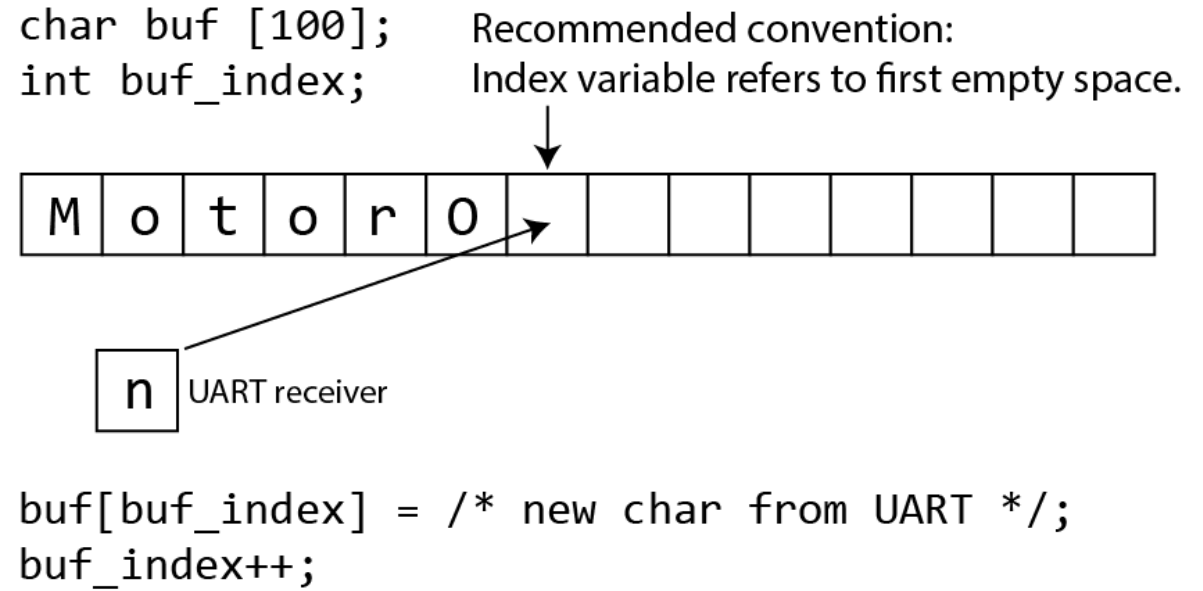 char buf [100];
int buf_index;
Recommended convention:
Index variable refers to first empty space.
M o t o r O
n
UART receiver
buf[buf_index] = /* new char from UART */;
buf_index++;